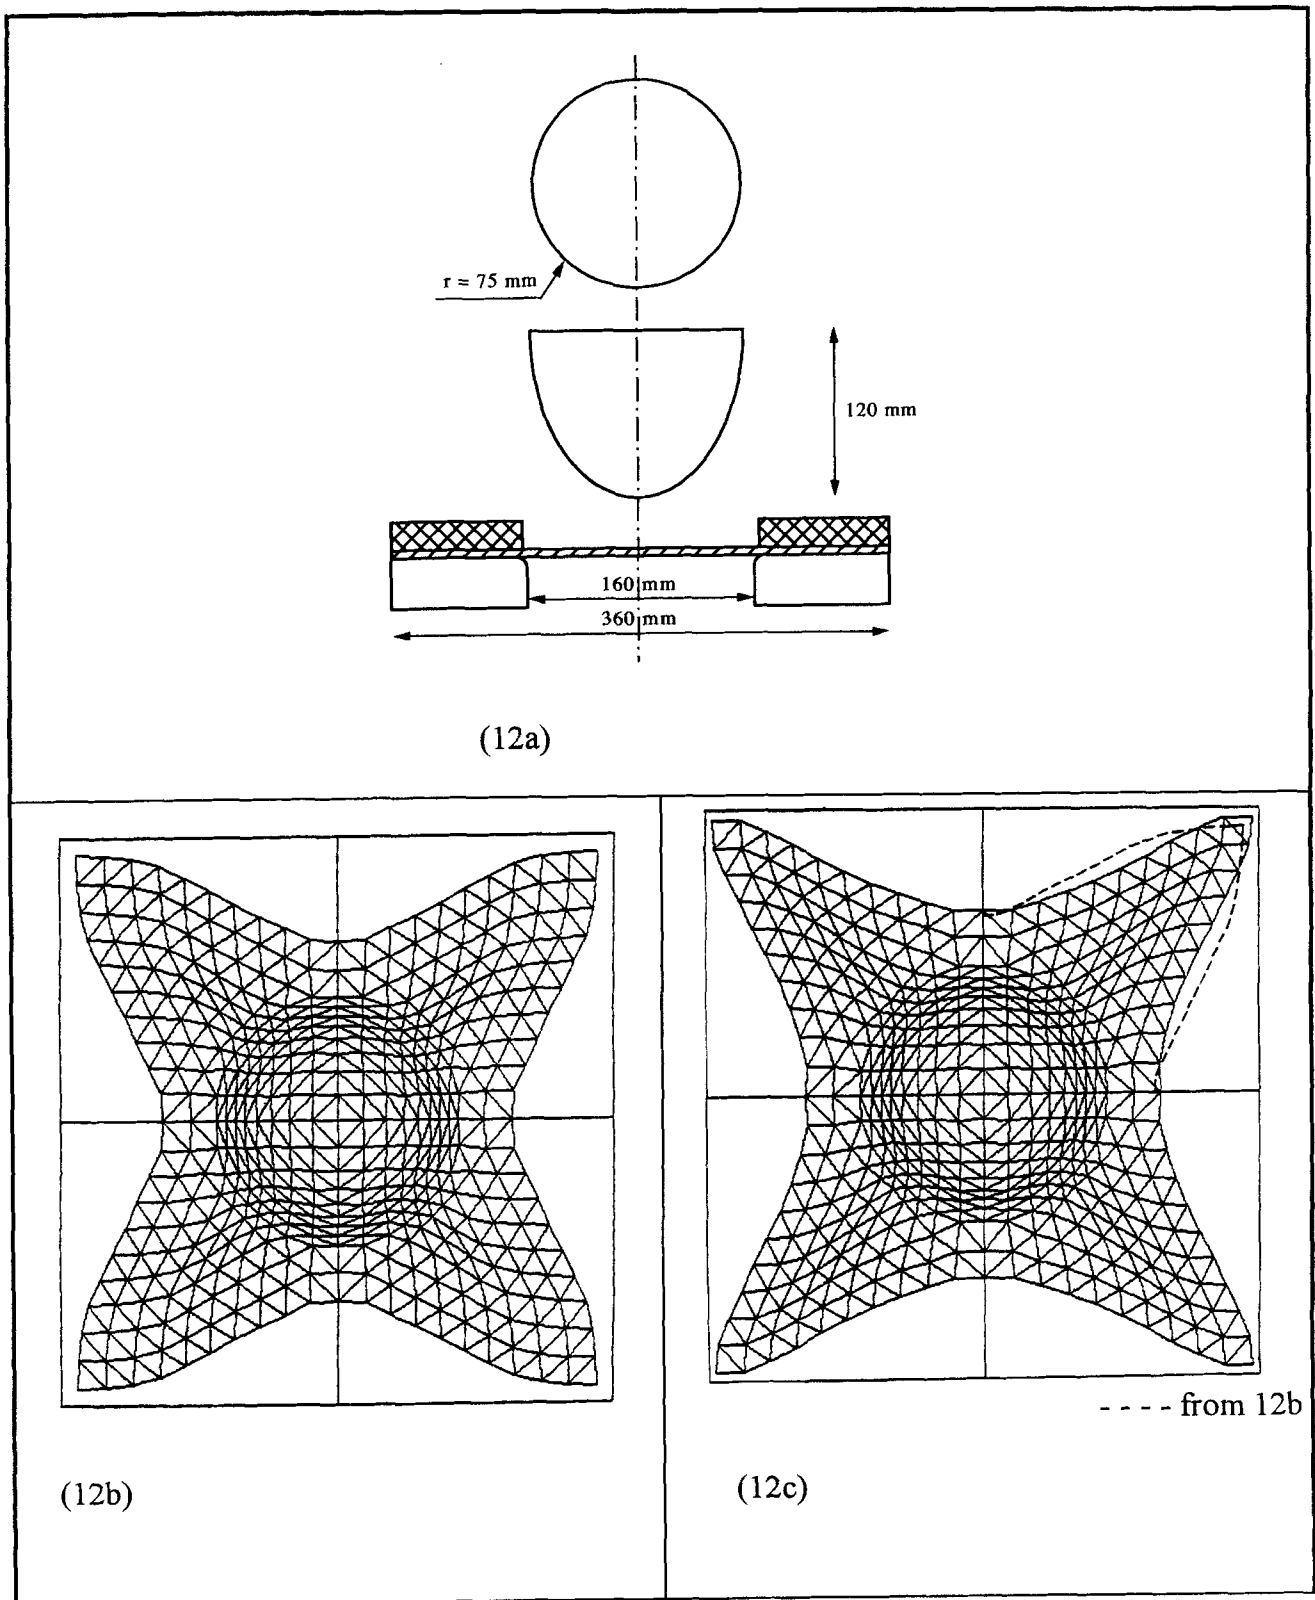 r = 75 mm
120 mm
160 mm
360 mm
(12a)
- - - - from 12b
(12b)
(12c)